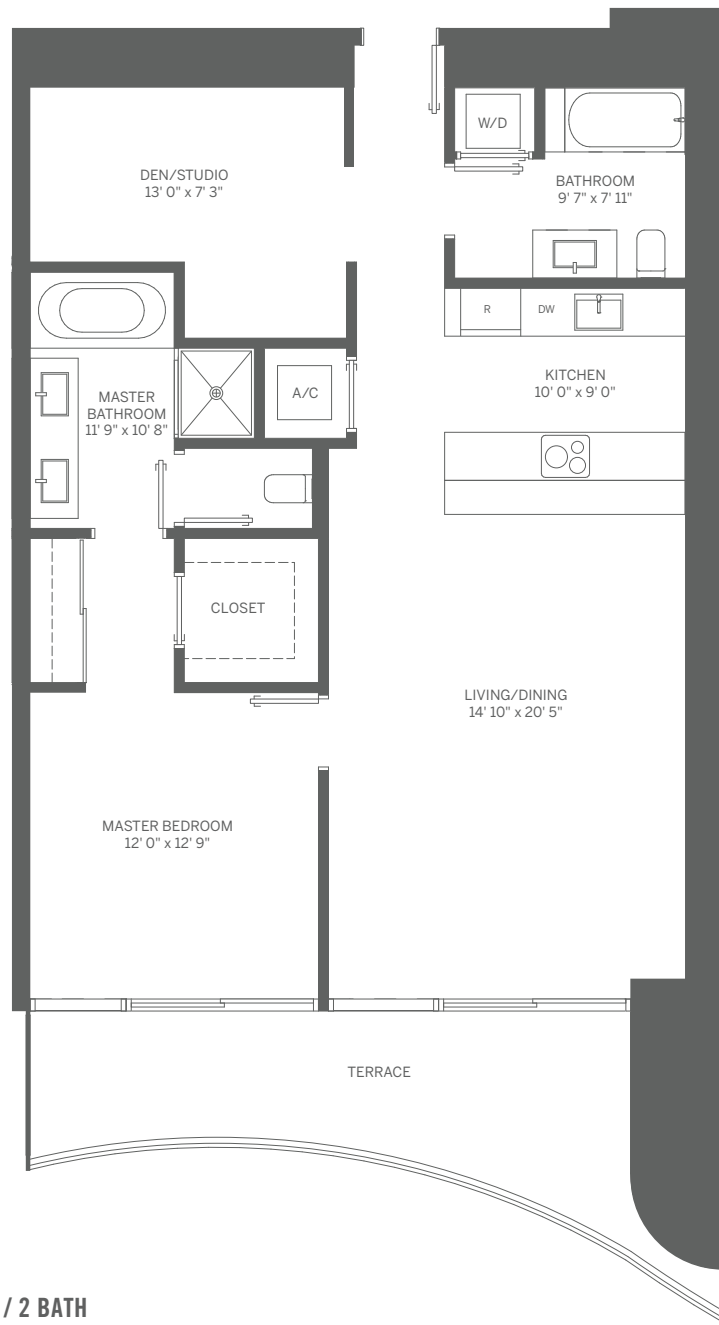 W/D
DEN/STUDIO
13' 0" x 7' 3"
BATHROOM
9' 7" x 7' 11"
R
DW
KITCHEN
10' 0" x 9' 0"
A/C
MASTER
BATHROOM
11' 9" x 10' 8"
CLOSET
LIVING/DINING
14' 10" x 20' 5"
MASTER BEDROOM
12' 0" x 12' 9"
TERRACE
/ 2 BATH